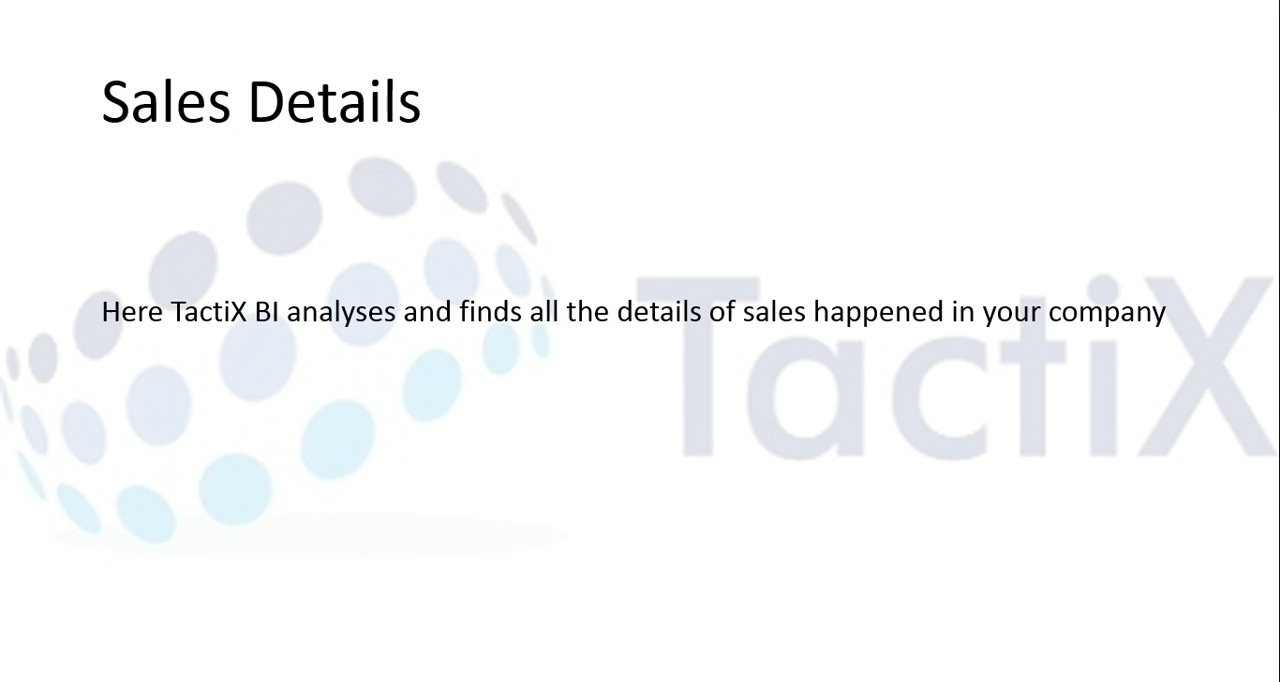 Sales Details
Here TactiX BI analyses and finds all the details of sales happened in your company
TactiX